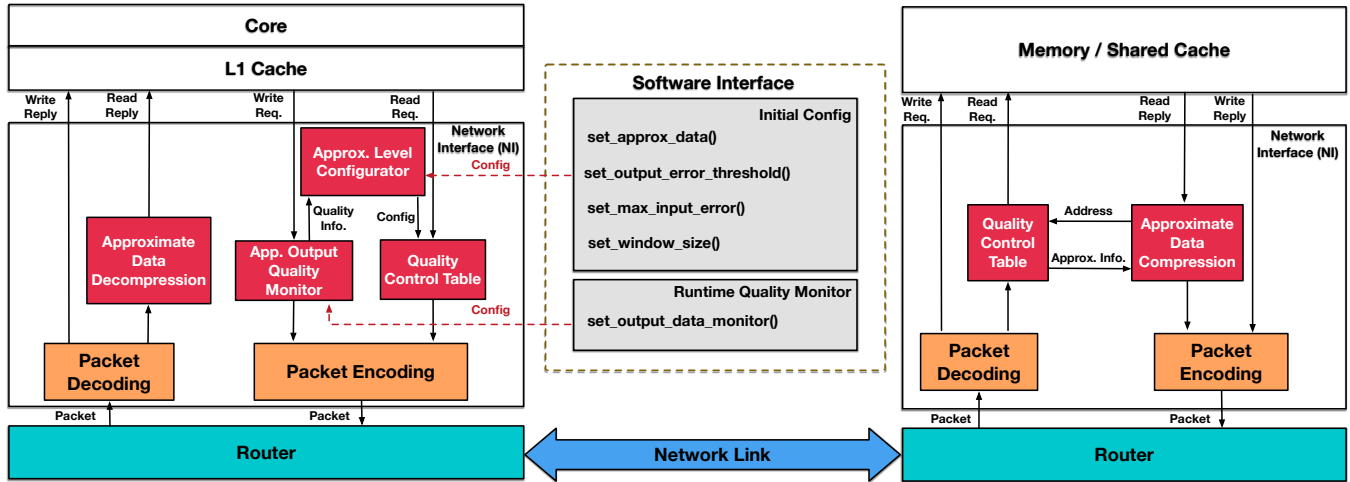 Core
L1 Cache
Write
Reply
Read
Reply
Write
Req.
Read
Req.
Network
Interface (NI)
Approx. Level
Configurator
Config
Quality
Info.
Config
Approximate
Data
Decompression
App. Output
Quality
Monitor
Quality
Control Table
Config
Packet
Decoding
Packet Encoding
Packet
Packet
Router
Software Interface
Initial Config
set_approx_data()
set_output_error_threshold()
set_max_input_error()
set_window_size()
Runtime Quality Monitor
set_output_data_monitor()
Network Link
Memory / Shared Cache
Write
Req.
Read
Req.
Read
Reply
Write
Reply
Network
Interface (NI)
Quality
Control
Table
Address
Approx. Info.
Approximate
Data
Compression
Packet
Decoding
Packet
Encoding
Packet
Packet
Router